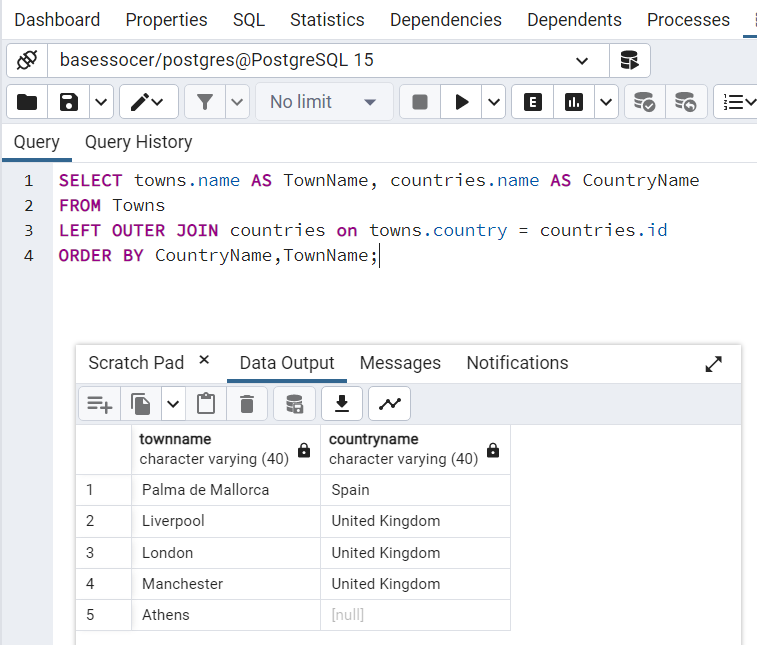 Dashboard Properties SQL Statistics Dependencies Dependents Processes
basessocer/postgres@PostgreSQL 15
No limit E
Query Query History
1 SELECT towns.name AS TownName, countries.name AS CountryName
2 FROM Towns
3 LEFT OUTER JOIN countries on towns.country = countries.id
4 ORDER BY CountryName,TownName;
Scratch Pad × Data Output Messages Notifications
townname countryname
character varying (40) character varying (40)
1 Palma de Mallorca Spain
2 Liverpool United Kingdom
3 London United Kingdom
4 Manchester United Kingdom
5 Athens [null]